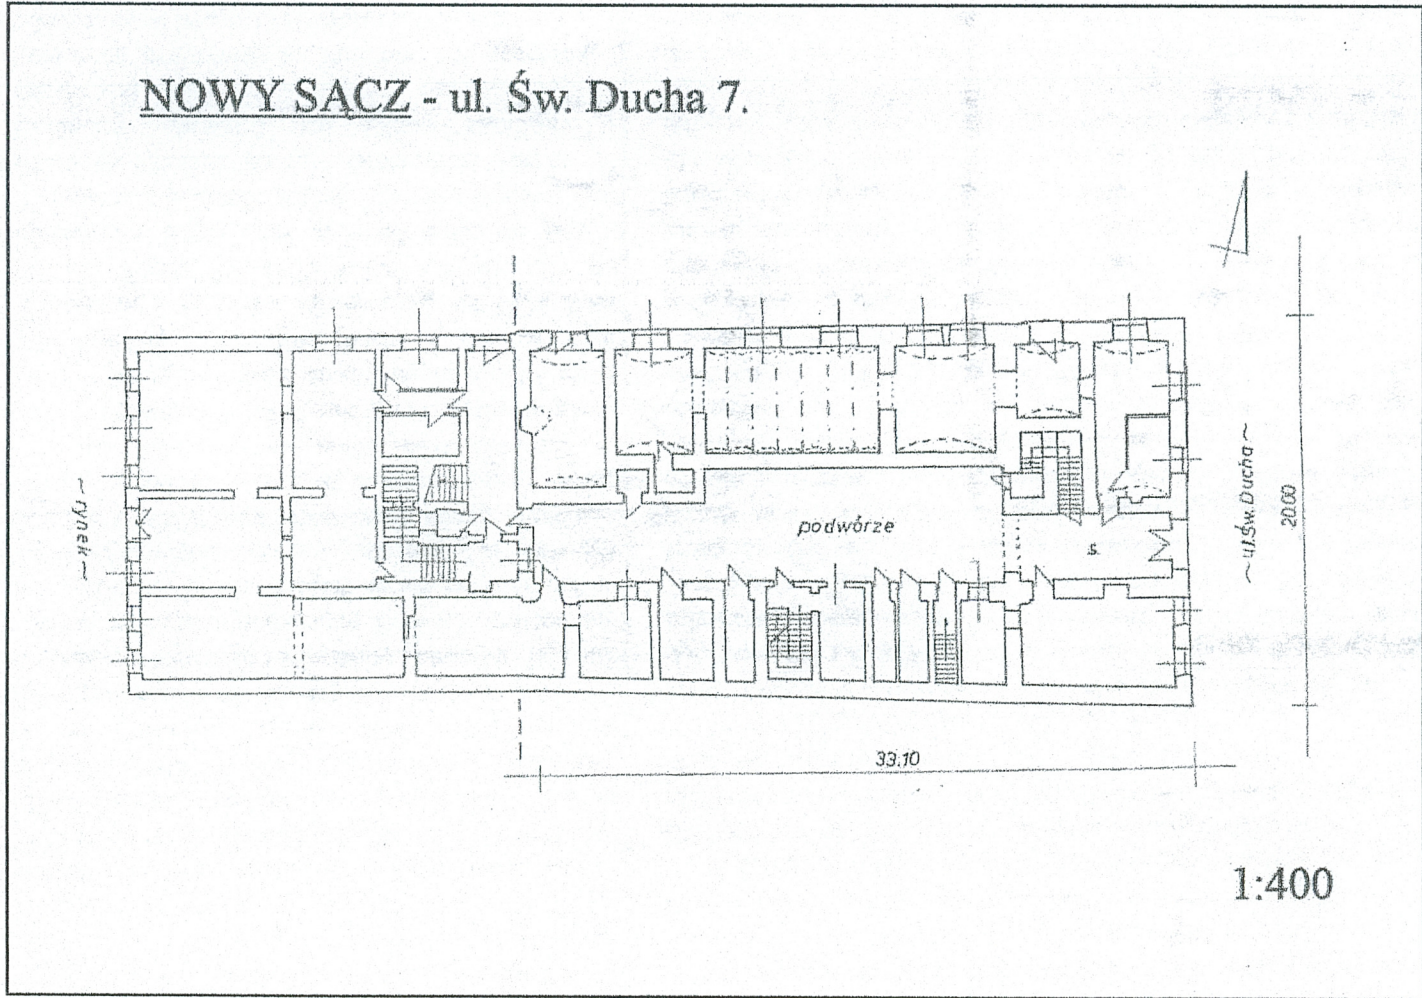 NOWY SĄCZ - ul. Św. Ducha 7.
~ rynek ~
podwórze
s.
~ ul.Św.Ducha ~
20.00
33.10
1:400